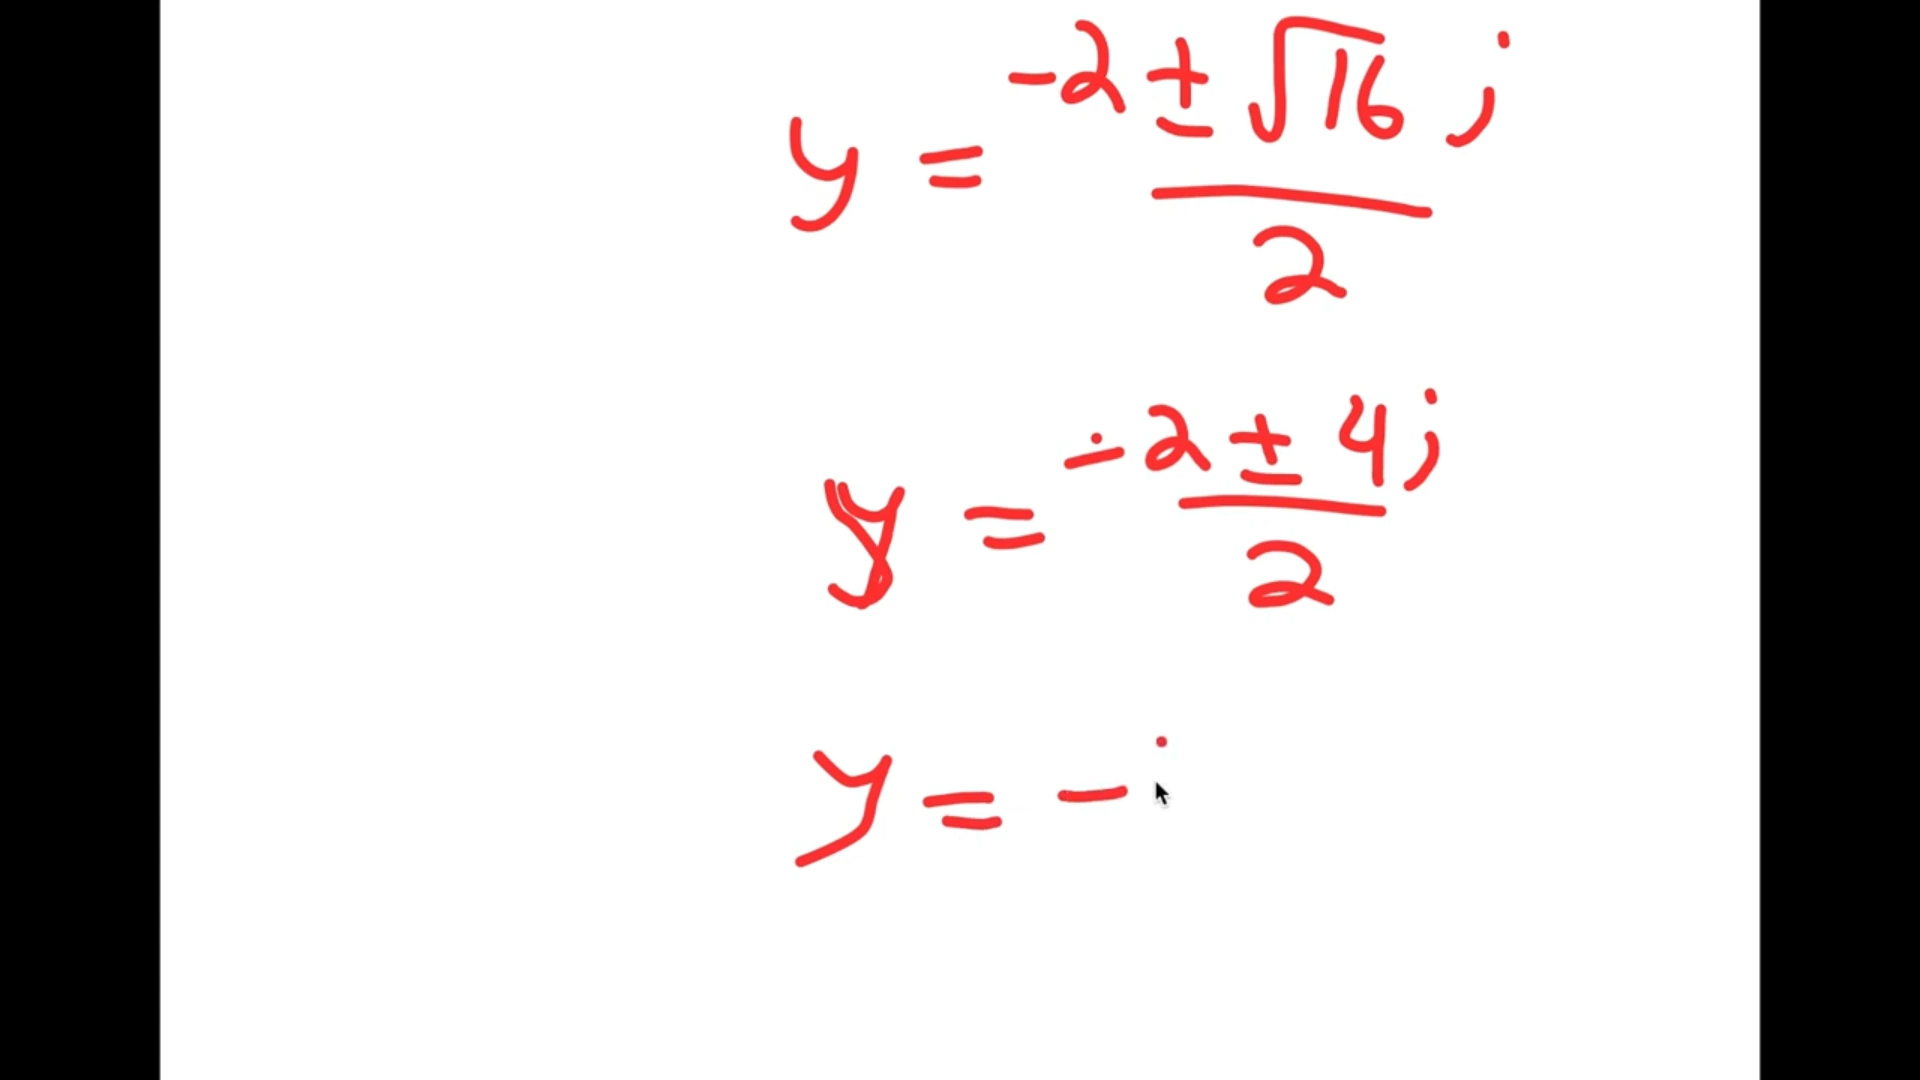 y = (-2 ± √16 j)/2
y = (-2 ± 4j)/2
y = -